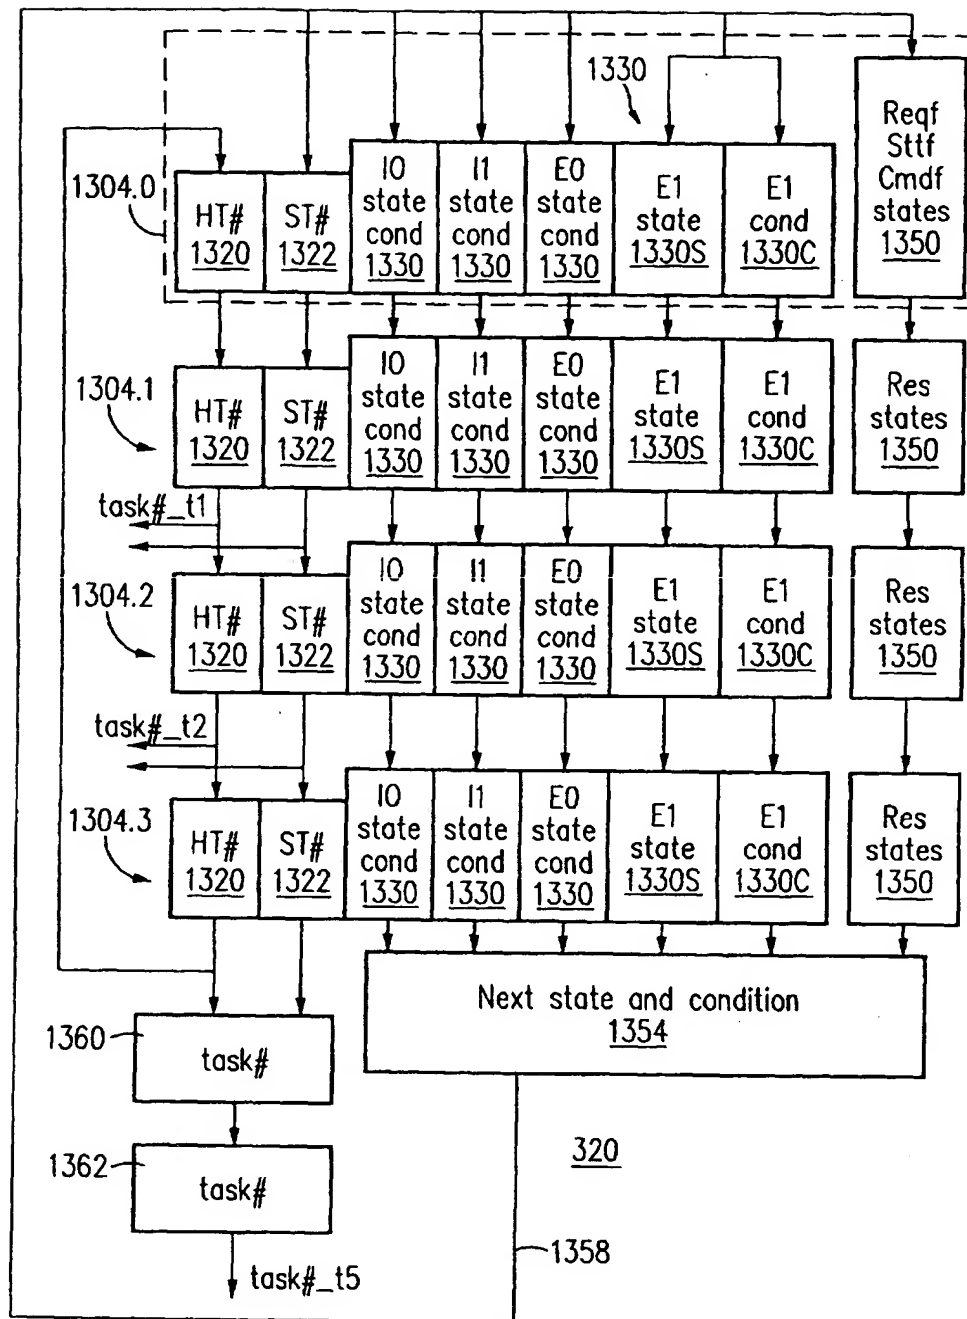 1330
1304.0
HT#
1320
ST#
1322
I0
state
cond
1330
I1
state
cond
1330
E0
state
cond
1330
E1
state
1330S
E1
cond
1330C
Reqf
Sttf
Cmdf
states
1350
1304.1
HT#
1320
ST#
1322
I0
state
cond
1330
I1
state
cond
1330
E0
state
cond
1330
E1
state
1330S
E1
cond
1330C
Res
states
1350
task#_t1
1304.2
HT#
1320
ST#
1322
I0
state
cond
1330
I1
state
cond
1330
E0
state
cond
1330
E1
state
1330S
E1
cond
1330C
Res
states
1350
task#_t2
1304.3
HT#
1320
ST#
1322
I0
state
cond
1330
I1
state
cond
1330
E0
state
cond
1330
E1
state
1330S
E1
cond
1330C
Res
states
1350
Next state and condition
1354
1360
task#
1362
task#
320
1358
task#_t5